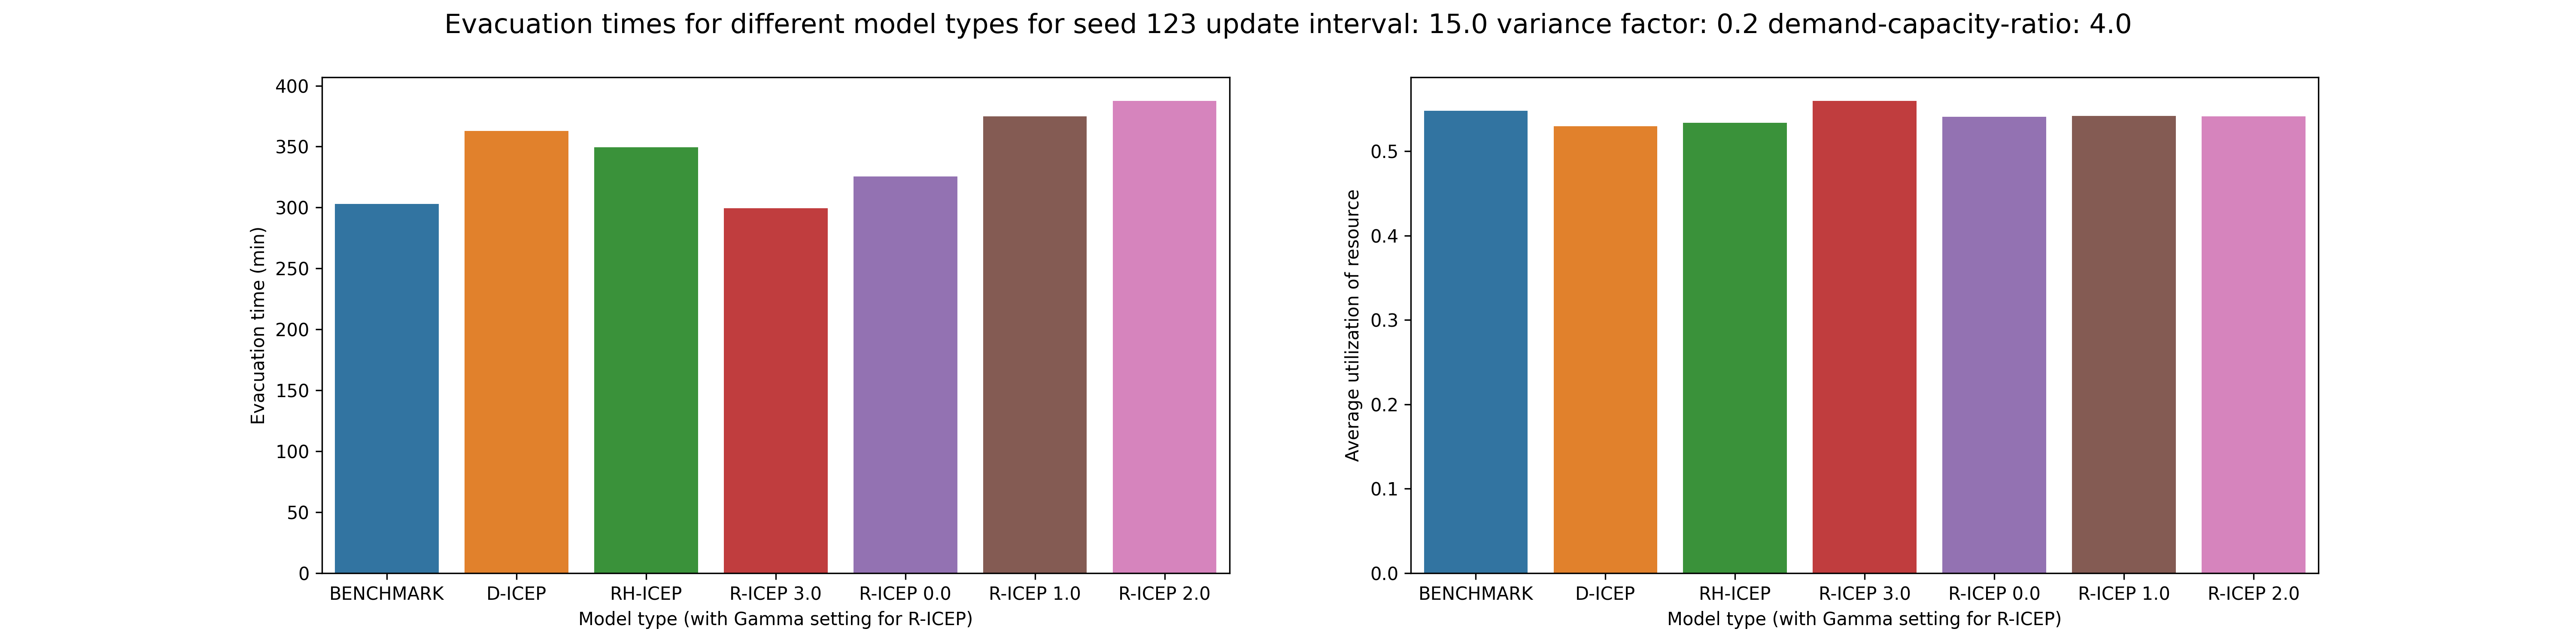 Evacuation times for different model types for seed 123 update interval: 15.0 variance factor: 0.2 demand-capacity-ratio: 4.0
Evacuation time (min)
400
350
300
250
200
150
100
50
0
BENCHMARK D-ICEP RH-ICEP R-ICEP 3.0 R-ICEP 0.0 R-ICEP 1.0 R-ICEP 2.0
Model type (with Gamma setting for R-ICEP)
Average utilization of resource
0.5
0.4
0.3
0.2
0.1
0.0
BENCHMARK D-ICEP RH-ICEP R-ICEP 3.0 R-ICEP 0.0 R-ICEP 1.0 R-ICEP 2.0
Model type (with Gamma setting for R-ICEP)